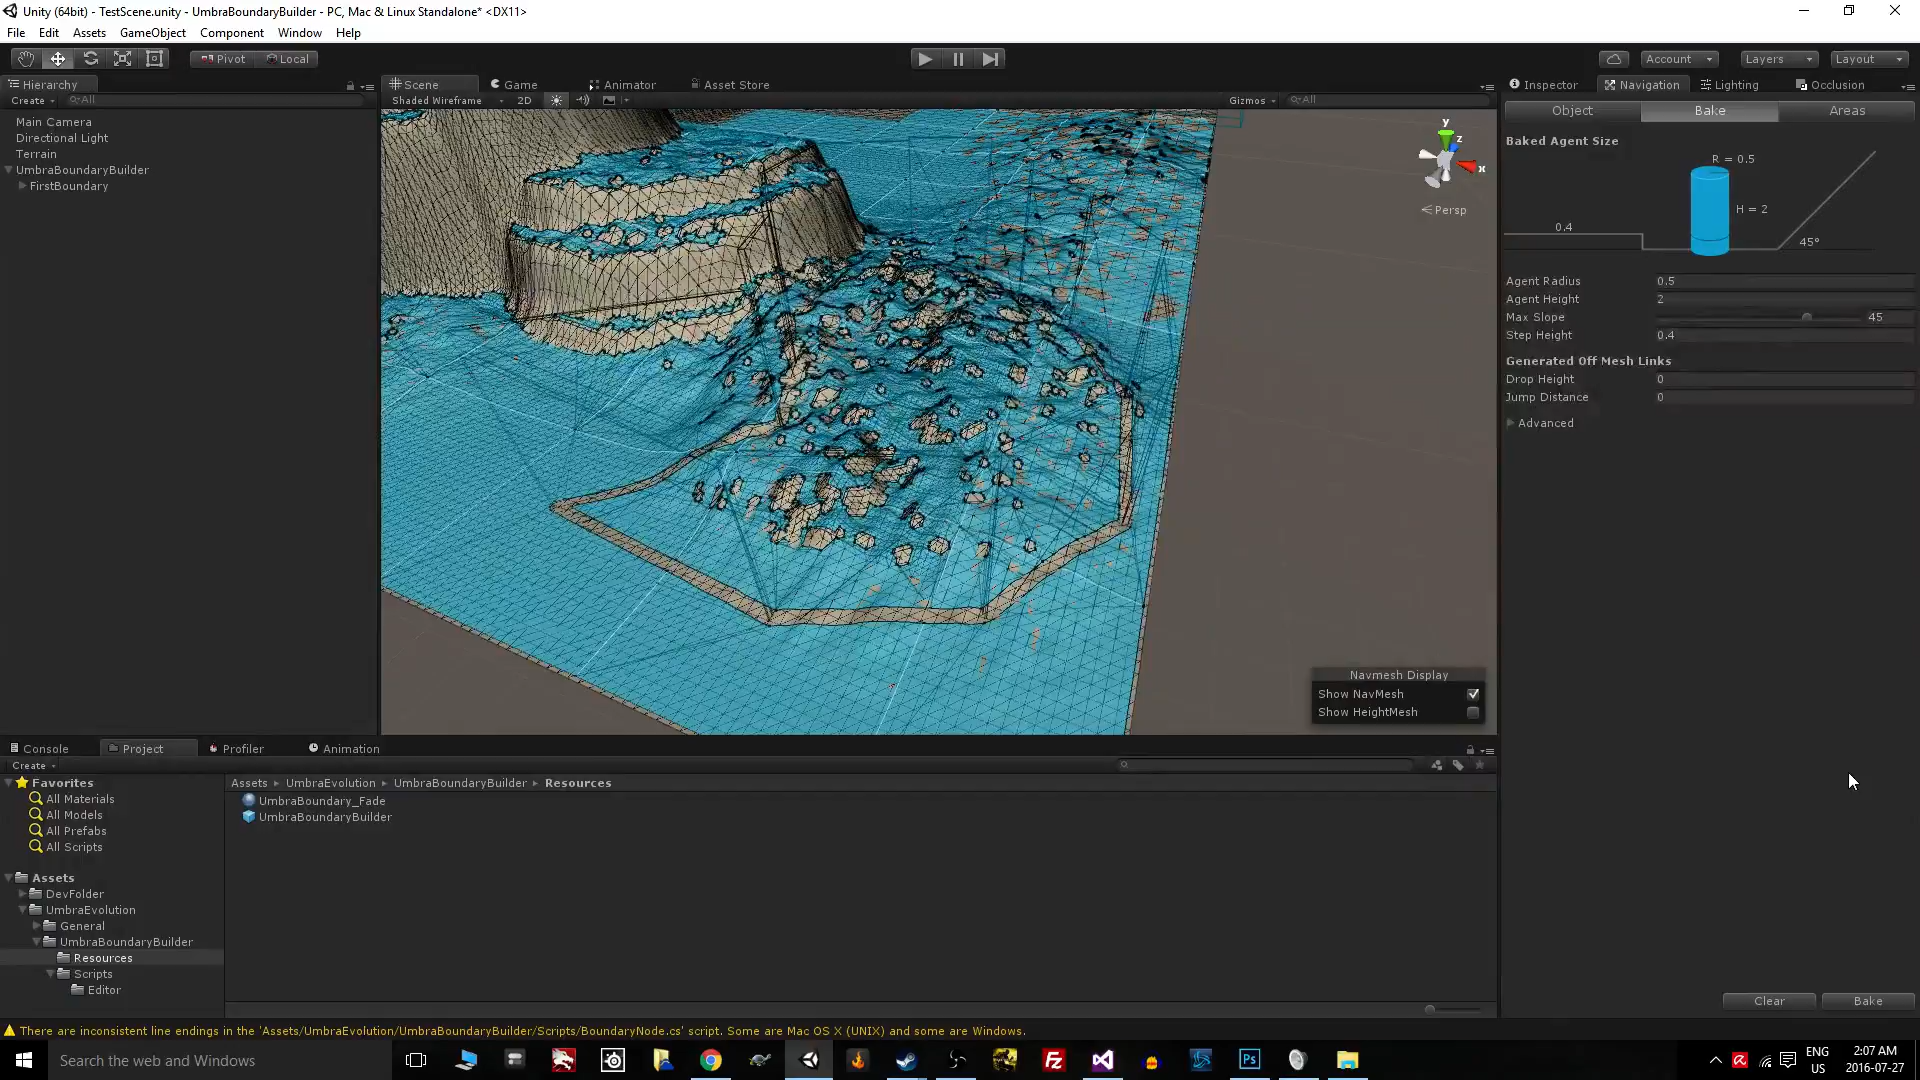 Unity (64bit) - TestScene.unity - UmbraBoundaryBuilder - PC, Mac & Linux Standalone* <DX11>
File Edit Assets GameObject Component Window Help
Pivot Local Account Layers Layout
Hierarchy
Create All
Main Camera
Directional Light
Terrain
UmbraBoundaryBuilder
FirstBoundary
Scene Game Animator Asset Store
Shaded Wireframe 2D Gizmos All
y
z
x
Persp
Navmesh Display
Show NavMesh
Show HeightMesh
Inspector Navigation Lighting Occlusion
Object Bake Areas
Baked Agent Size
R = 0.5
H = 2
0.4
45°
Agent Radius 0.5
Agent Height 2
Max Slope 45
Step Height 0.4
Generated Off Mesh Links
Drop Height 0
Jump Distance 0
Advanced
Clear Bake
Console Project Profiler Animation
Create
Favorites
All Materials
All Models
All Prefabs
All Scripts
Assets
DevFolder
UmbraEvolution
General
UmbraBoundaryBuilder
Resources
Scripts
Editor
Assets UmbraEvolution UmbraBoundaryBuilder Resources
UmbraBoundary_Fade
UmbraBoundaryBuilder
There are inconsistent line endings in the 'Assets/UmbraEvolution/UmbraBoundaryBuilder/Scripts/BoundaryNode.cs' script. Some are Mac OS X (UNIX) and some are Windows.
Search the web and Windows
Fz
Ps
ENG
US
2:07 AM
2016-07-27